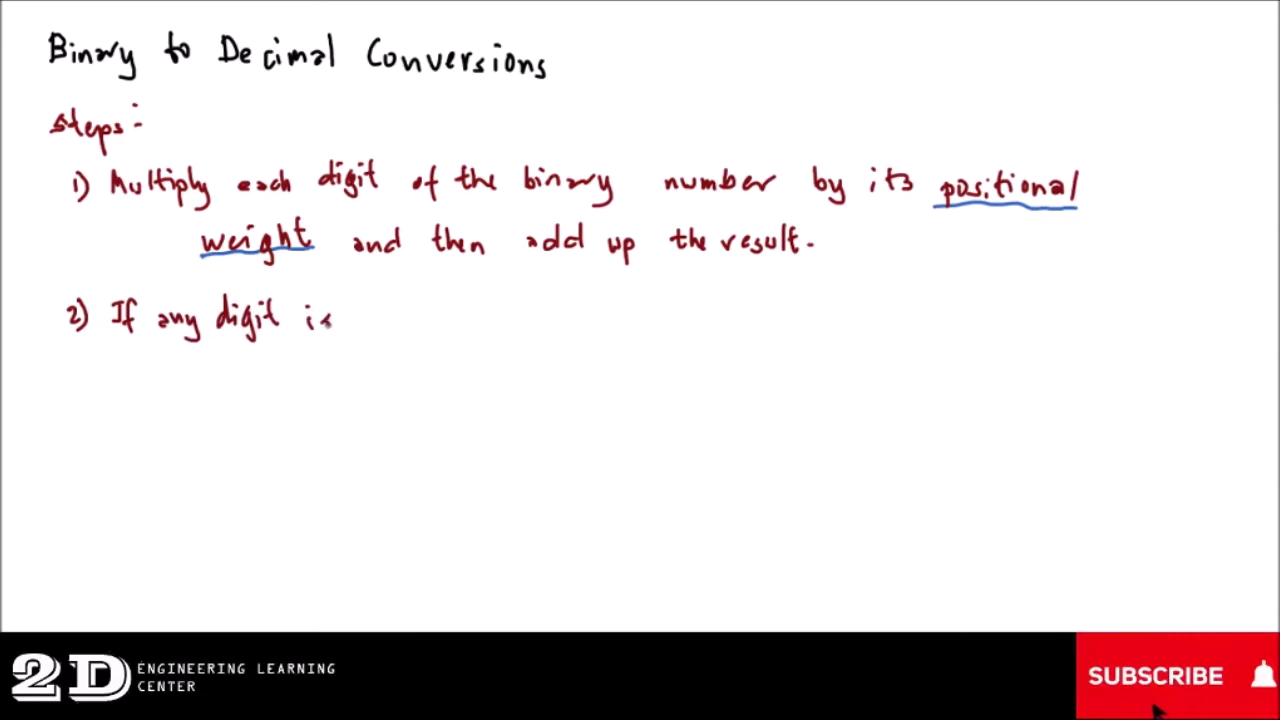 Binary to Decimal Conversions
Steps:
1) Multiply each digit of the binary number by its positional
weight and then add up the result.
2) If any digit is
2D ENGINEERING LEARNING
CENTER
SUBSCRIBE